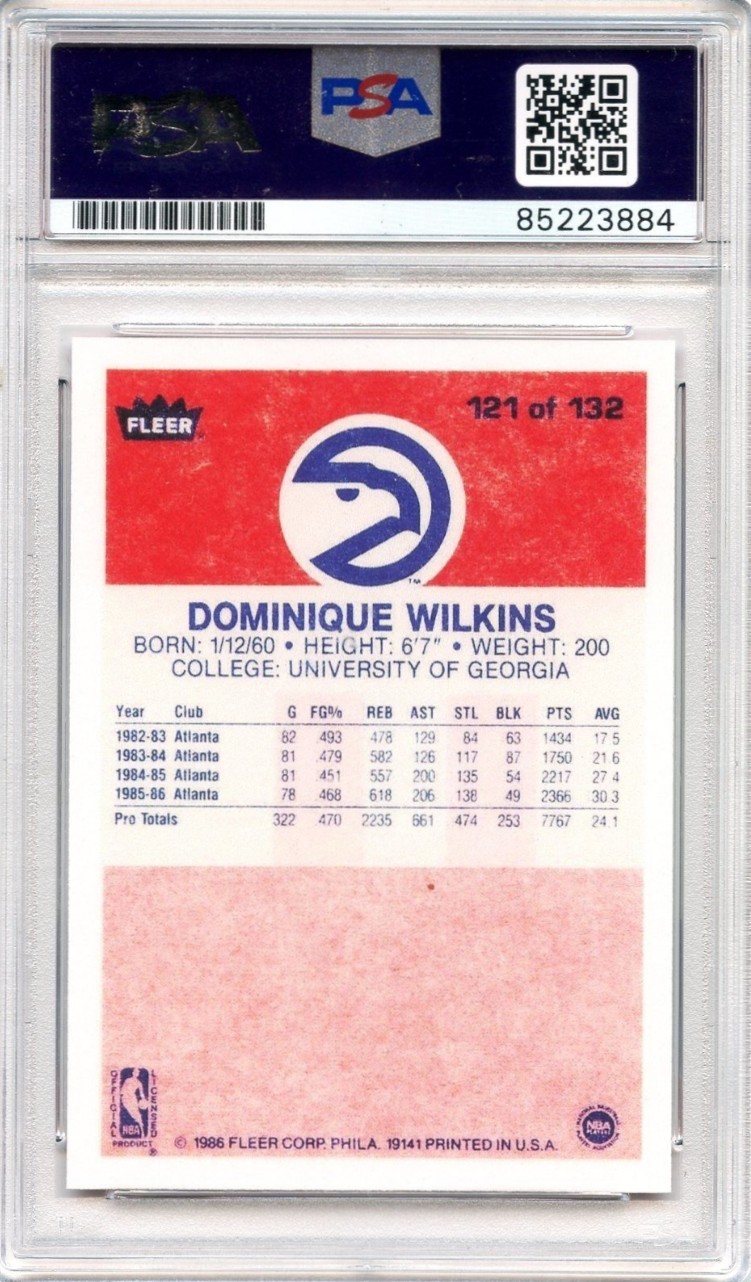 PSA
PSA
85223884
FLEER
121 of 132
TM
DOMINIQUE WILKINS
BORN: 1/12/60 • HEIGHT: 6'7" • WEIGHT: 200
COLLEGE: UNIVERSITY OF GEORGIA
Year Club G FG% REB AST STL BLK PTS AVG
1982-83 Atlanta 82 .493 478 129 84 63 1434 17.5
1983-84 Atlanta 81 .479 582 126 117 87 1750 21.6
1984-85 Atlanta 81 .451 557 200 135 54 2217 27.4
1985-86 Atlanta 78 .468 618 206 138 49 2366 30.3
Pro Totals 322 .470 2235 661 474 253 7767 24.1
OFFICIAL LICENSED
NBA
PRODUCT ®
© 1986 FLEER CORP. PHILA. 19141 PRINTED IN U.S.A.
NBA
PLAYERS